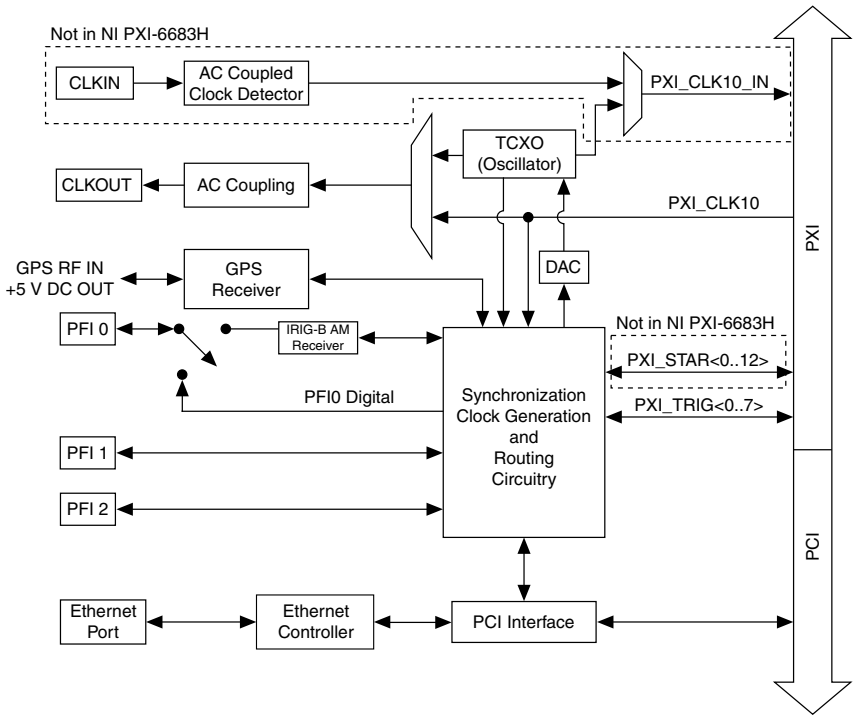 Not in NI PXI-6683H
CLKIN
AC Coupled
Clock Detector
PXI_CLK10_IN
TCXO
(Oscillator)
CLKOUT
AC Coupling
PXI_CLK10
PXI
GPS RF IN
+5 V DC OUT
GPS
Receiver
DAC
PFI 0
IRIG-B AM
Receiver
Not in NI PXI-6683H
PXI_STAR<0..12>
PFI0 Digital
PXI_TRIG<0..7>
Synchronization
Clock Generation
and
Routing
Circuitry
PFI 1
PFI 2
PCI
Ethernet
Port
Ethernet
Controller
PCI Interface